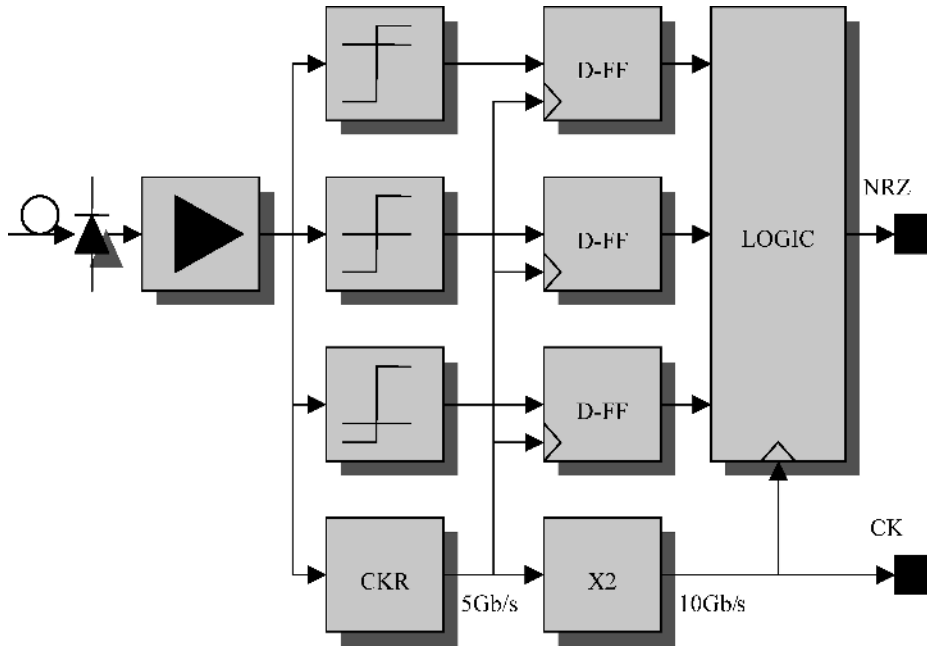 D-FF
NRZ
D-FF
LOGIC
D-FF
CK
CKR
5Gb/s
X2
10Gb/s